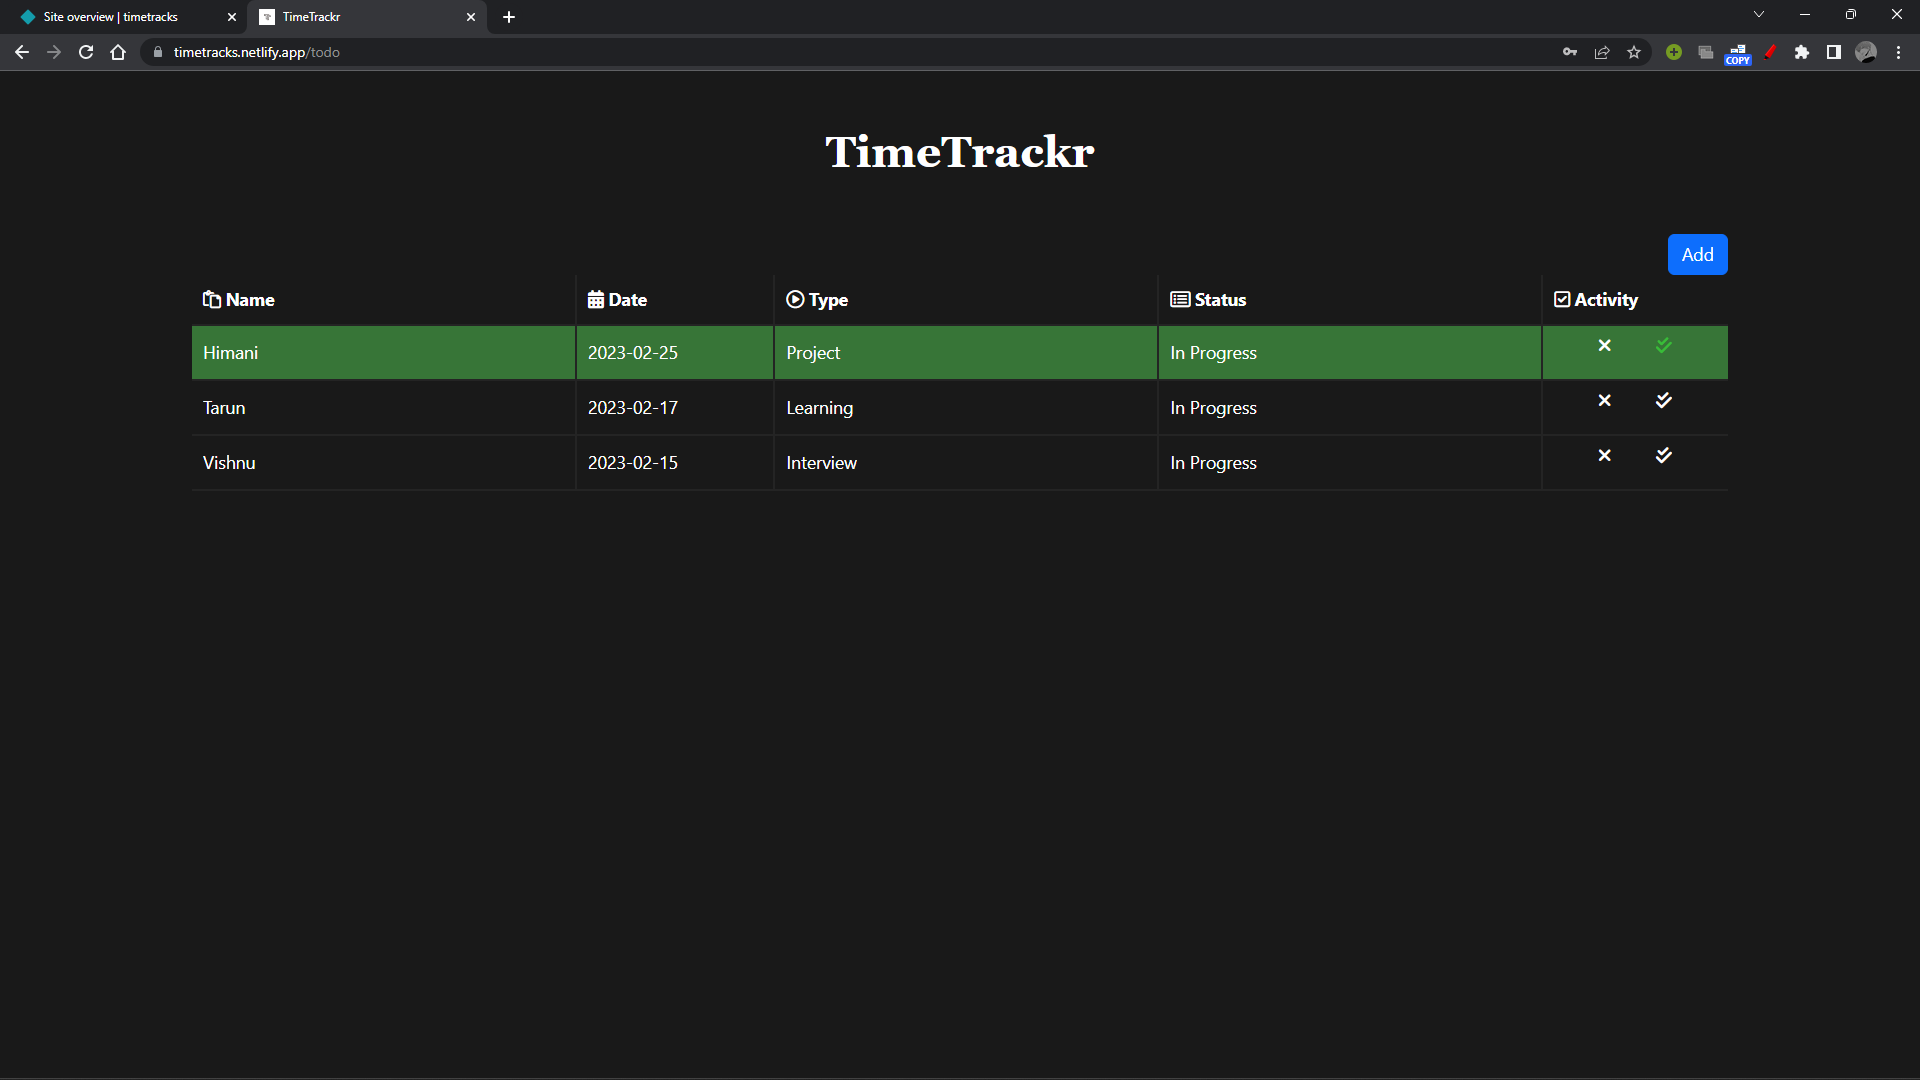 Site overview | timetracks
TimeTrackr
timetracks.netlify.app/todo
COPY
TimeTrackr
Add
Name Date Type Status Activity
Himani 2023-02-25 Project In Progress
Tarun 2023-02-17 Learning In Progress
Vishnu 2023-02-15 Interview In Progress